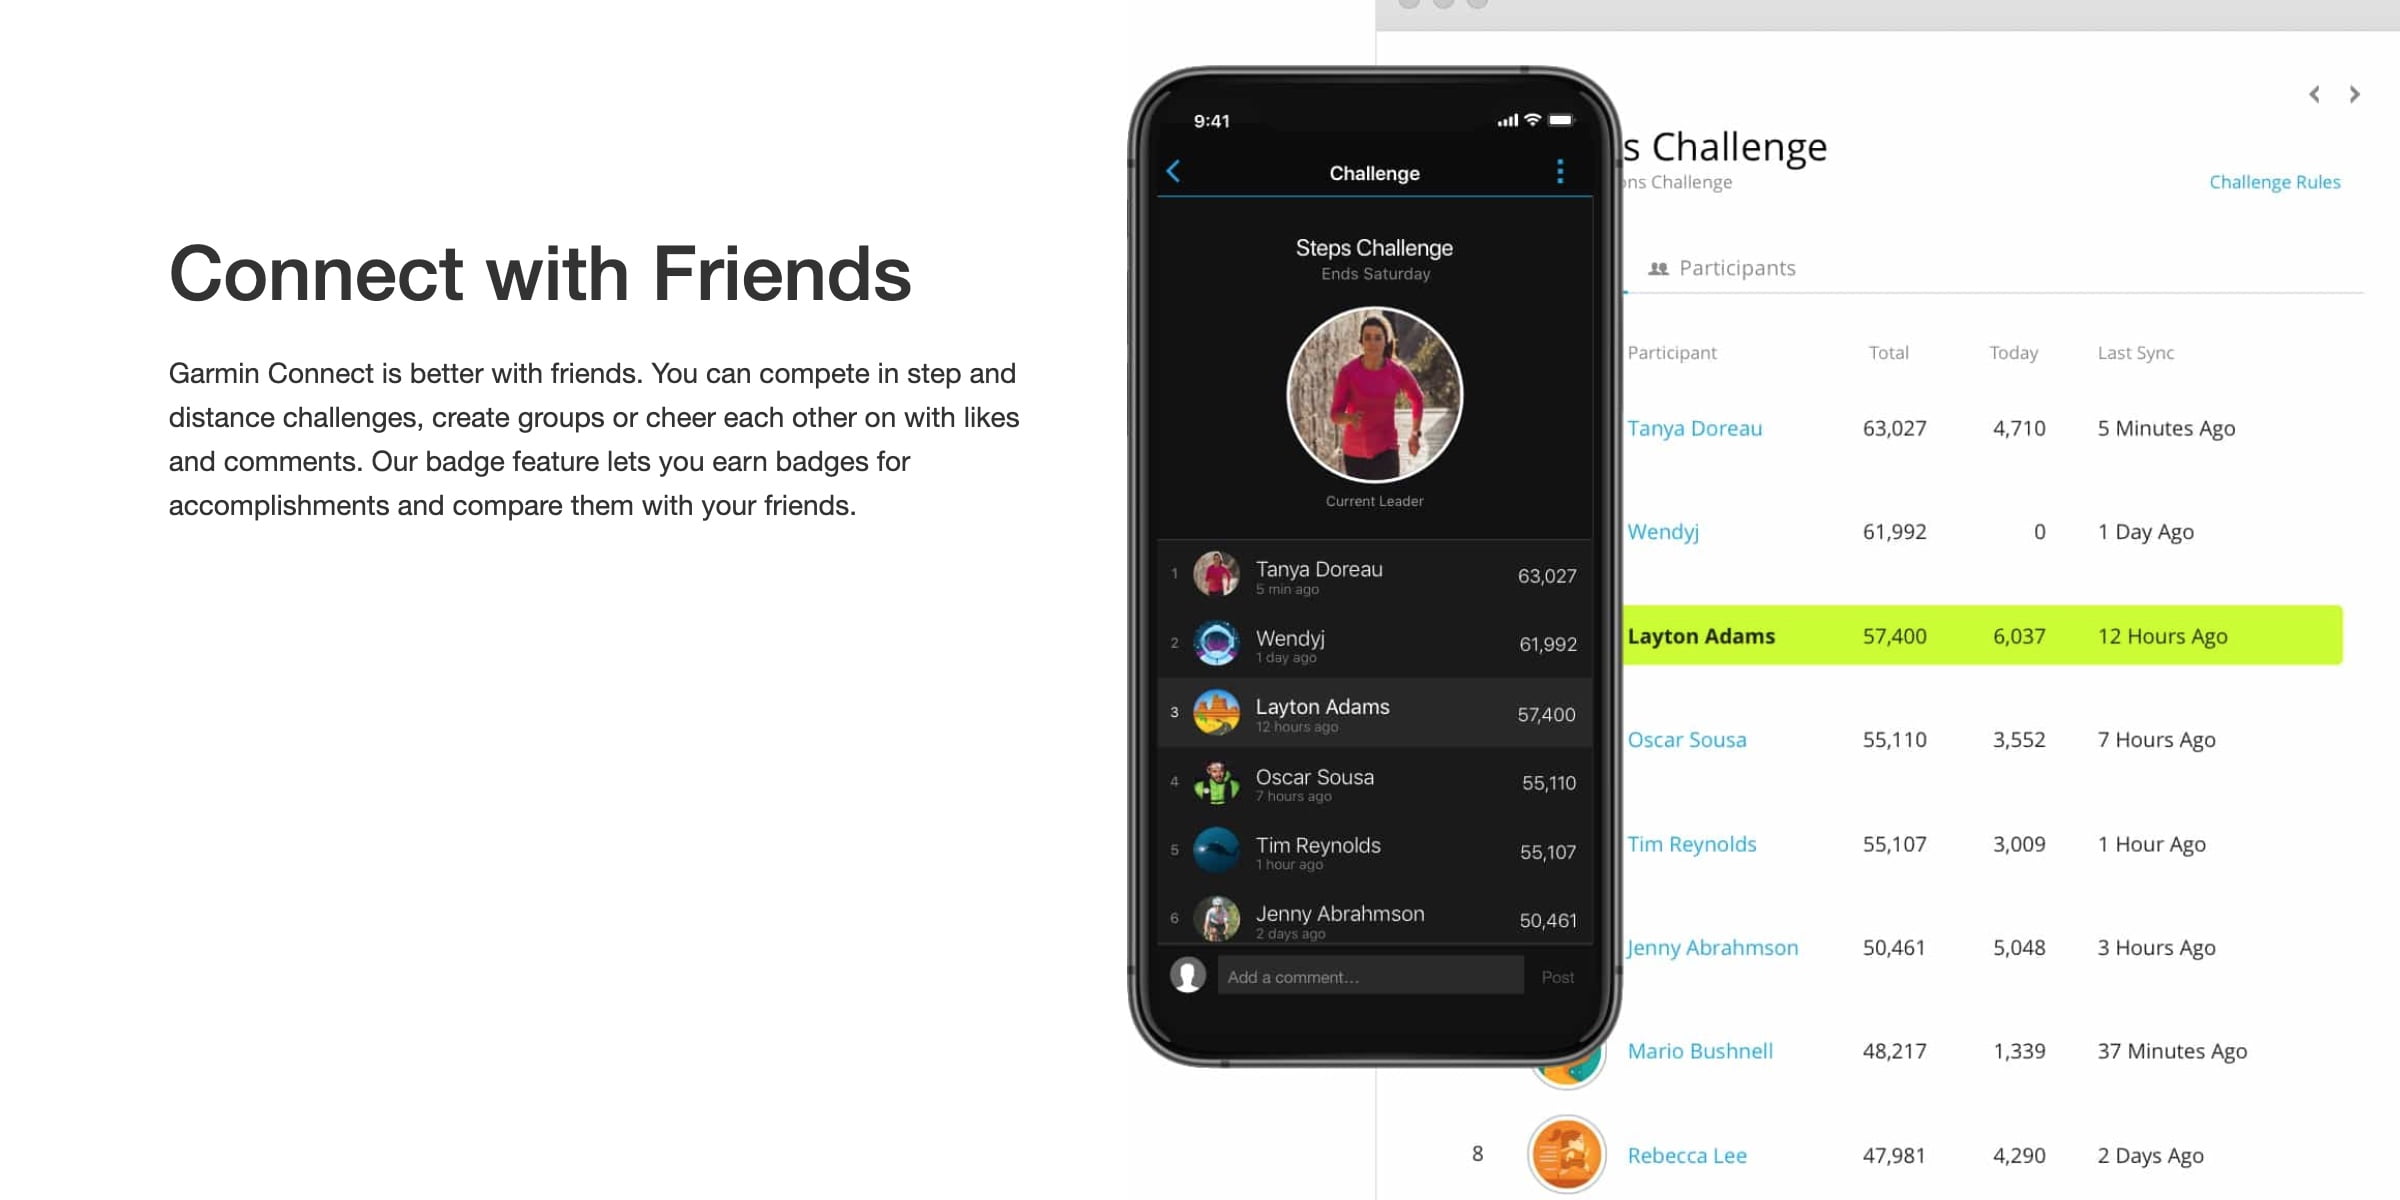 Connect with Friends
Garmin Connect is better with friends. You can compete in step and
distance challenges, create groups or cheer each other on with likes
and comments. Our badge feature lets you earn badges for
accomplishments and compare them with your friends.
9:41
Challenge
Steps Challenge
Ends Saturday
Current Leader
1 Tanya Doreau 63,027
5 min ago
2 Wendyj 61,992
1 day ago
3 Layton Adams 57,400
12 hours ago
4 Oscar Sousa 55,110
7 hours ago
5 Tim Reynolds 55,107
1 hour ago
6 Jenny Abrahmson 50,461
2 days ago
Add a comment... Post
s Challenge
ons Challenge
Challenge Rules
Participants
Participant Total Today Last Sync
Tanya Doreau 63,027 4,710 5 Minutes Ago
Wendyj 61,992 0 1 Day Ago
Layton Adams 57,400 6,037 12 Hours Ago
Oscar Sousa 55,110 3,552 7 Hours Ago
Tim Reynolds 55,107 3,009 1 Hour Ago
Jenny Abrahmson 50,461 5,048 3 Hours Ago
Mario Bushnell 48,217 1,339 37 Minutes Ago
8 Rebecca Lee 47,981 4,290 2 Days Ago